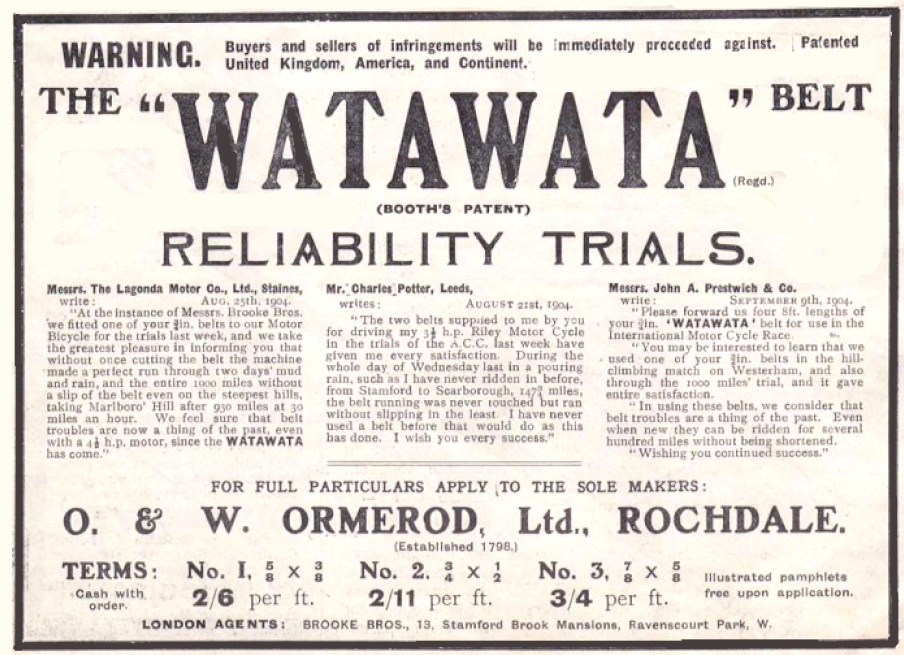 WARNING. Buyers and sellers of infringements will be immediately proceeded against. Patented
United Kingdom, America, and Continent.
THE "WATAWATA" BELT
(Regd.)
(BOOTH'S PATENT)
RELIABILITY TRIALS.
Messrs. The Lagonda Motor Co., Ltd., Staines,
write: AUG. 25th, 1904.
"At the instance of Messrs. Brooke Bros.
we fitted one of your ¾in. belts to our Motor
Bicycle for the trials last week, and we take
the greatest pleasure in informing you that
without once cutting the belt the machine
made a perfect run through two days' mud
and rain, and the entire 1000 miles without
a slip of the belt even on the steepest hills,
taking Marlboro' Hill after 930 miles at 30
miles an hour. We feel sure that belt
troubles are now a thing of the past, even
with a 4½ h.p. motor, since the WATAWATA
has come."
Mr. Charles Potter, Leeds,
writes: AUGUST 21st, 1904.
"The two belts supplied to me by you
for driving my 3½ h.p. Riley Motor Cycle
in the trials of the A.C.C. last week have
given me every satisfaction. During the
whole day of Wednesday last in a pouring
rain, such as I have never ridden in before,
from Stamford to Scarborough, 147¾ miles,
the belt running was never touched but ran
without slipping in the least. I have never
used a belt before that would do as this
has done. I wish you every success."
Messrs. John A. Prestwich & Co.
write: SEPTEMBER 9th, 1904.
"Please forward us four 8ft. lengths of
your ¾in. 'WATAWATA' belt for use in the
International Motor Cycle Race.
"You may be interested to learn that we
used one of your ¾in. belts in the hill-
climbing match on Westerham, and also
through the 1000 miles' trial, and it gave
entire satisfaction.
"In using these belts, we consider that
belt troubles are a thing of the past. Even
when new they can be ridden for several
hundred miles without being shortened.
"Wishing you continued success."
FOR FULL PARTICULARS APPLY TO THE SOLE MAKERS:
O. & W. ORMEROD, Ltd., ROCHDALE.
(Established 1798.)
TERMS: No. 1, ⅝ x ⅜ No. 2, ¾ x ½ No. 3, ⅞ x ⅝ Illustrated pamphlets
Cash with order. 2/6 per ft. 2/11 per ft. 3/4 per ft. free upon application.
LONDON AGENTS: BROOKE BROS., 13, Stamford Brook Mansions, Ravenscourt Park, W.